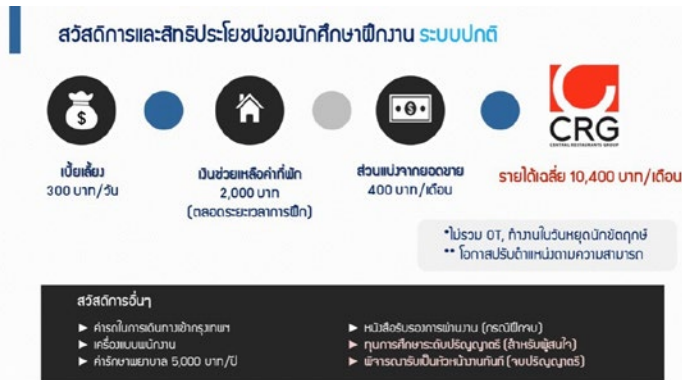 สวัสดิการและสิทธิประโยชน์ของนักศึกษาฝึกงาน ระบบปกติ
$
CRG
CENTRAL RESTAURANTS GROUP
เบี้ยเลี้ยง
300 บาท/วัน
เงินช่วยเหลือค่าที่พัก
2,000 บาท
(ตลอดระยะเวลาการฝึก)
ส่วนแบ่งจากยอดขาย
400 บาท/เดือน
รายได้เฉลี่ย 10,400 บาท/เดือน
*ไม่รวม OT, ทำงานในวันหยุดนักขัตฤกษ์
** โอกาสปรับตำแหน่งตามความสามารถ
สวัสดิการอื่นๆ
► ค่ารถในการเดินทางเข้ากรุงเทพฯ
► เครื่องแบบพนักงาน
► ค่ารักษาพยาบาล 5,000 บาท/ปี
► หนังสือรับรองการผ่านงาน (กรณีฝึกจบ)
► ทุนการศึกษาระดับปริญญาตรี (สำหรับผู้สนใจ)
► พิจารณารับเป็นหัวหน้างานทันที (จบปริญญาตรี)